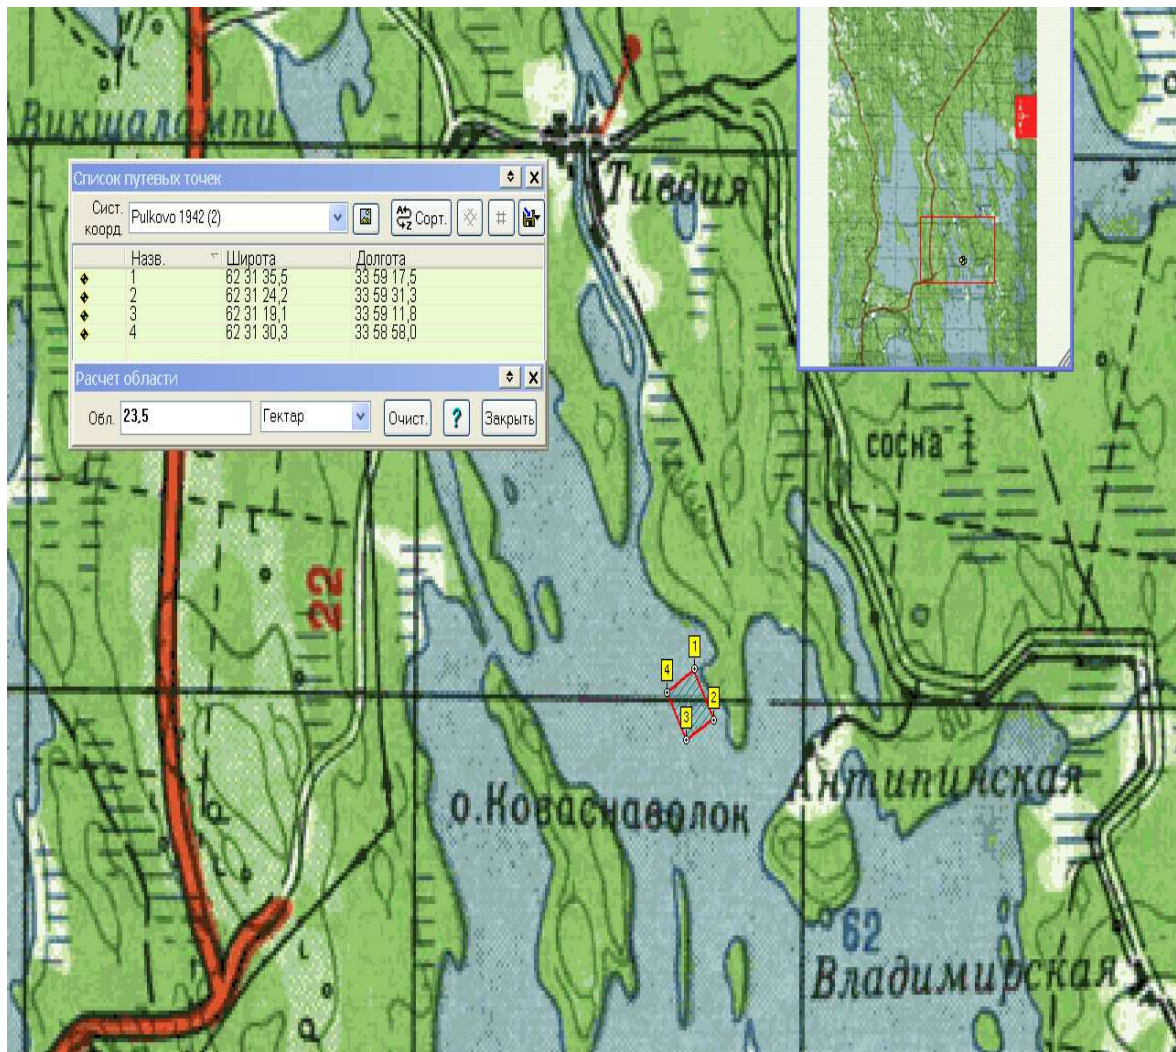 Викшалампи
Тивдия
Список путевых точек
Сист. коорд. Pulkovo 1942 (2) Сорт.
Назв. Широта Долгота
1 62 31 35,5 33 59 17,5
2 62 31 24,2 33 59 31,3
3 62 31 19,1 33 59 11,8
4 62 31 30,3 33 58 58,0
Расчет области
Обл. 23,5 Гектар Очист. ? Закрыть
сосна
22
1
4
2
3
о.Коваснаволок
Антипинская
62
Владимирская